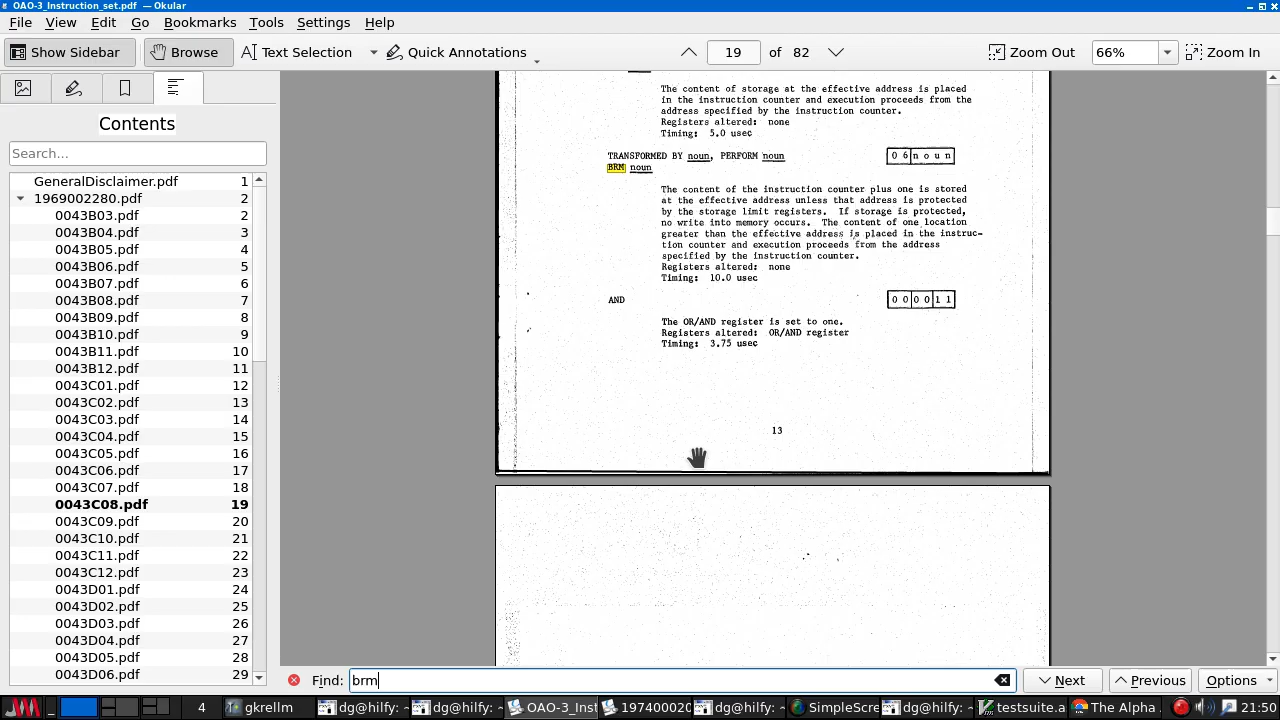 OAO-3_Instruction_set.pdf — Okular
File View Edit Go Bookmarks Tools Settings Help
Show Sidebar Browse Text Selection Quick Annotations 19 of 82 Zoom Out 66% Zoom In
Contents
Search...
GeneralDisclaimer.pdf 1
1969002280.pdf 2
0043B03.pdf 2
0043B04.pdf 3
0043B05.pdf 4
0043B06.pdf 5
0043B07.pdf 6
0043B08.pdf 7
0043B09.pdf 8
0043B10.pdf 9
0043B11.pdf 10
0043B12.pdf 11
0043C01.pdf 12
0043C02.pdf 13
0043C03.pdf 14
0043C04.pdf 15
0043C05.pdf 16
0043C06.pdf 17
0043C07.pdf 18
0043C08.pdf 19
0043C09.pdf 20
0043C10.pdf 21
0043C11.pdf 22
0043C12.pdf 23
0043D01.pdf 24
0043D02.pdf 25
0043D03.pdf 26
0043D04.pdf 27
0043D05.pdf 28
0043D06.pdf 29
The content of storage at the effective address is placed
in the instruction counter and execution proceeds from the
address specified by the instruction counter.
Registers altered: none
Timing: 5.0 usec
TRANSFORMED BY noun, PERFORM noun 0 6 n o u n
BRM noun
The content of the instruction counter plus one is stored
at the effective address unless that address is protected
by the storage limit registers. If storage is protected,
no write into memory occurs. The content of one location
greater than the effective address is placed in the instruc-
tion counter and execution proceeds from the address
specified by the instruction counter.
Registers altered: none
Timing: 10.0 usec
AND 0 0 0 0 1 1
The OR/AND register is set to one.
Registers altered: OR/AND register
Timing: 3.75 usec
13
Find: brm Next Previous Options
4 gkrellm dg@hilfy: ~ dg@hilfy: ~ OAO-3_Inst 197400020 dg@hilfy: ~ SimpleScre dg@hilfy: ~ testsuite.a The Alpha 21:50